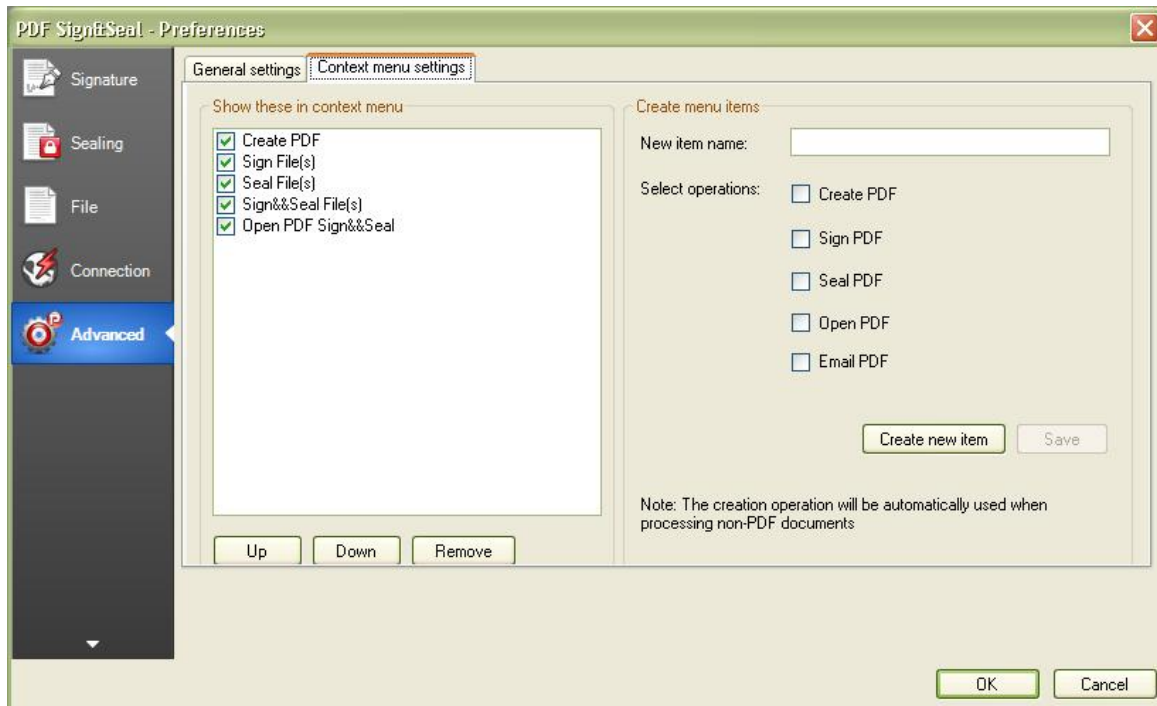 PDF Sign&Seal - Preferences
Signature
Sealing
File
Connection
Advanced
General settings
Context menu settings
Show these in context menu
Create PDF
Sign File(s)
Seal File(s)
Sign&&Seal File(s)
Open PDF Sign&&Seal
Up
Down
Remove
Create menu items
New item name:
Select operations:
Create PDF
Sign PDF
Seal PDF
Open PDF
Email PDF
Create new item
Save
Note: The creation operation will be automatically used when
processing non-PDF documents
OK
Cancel